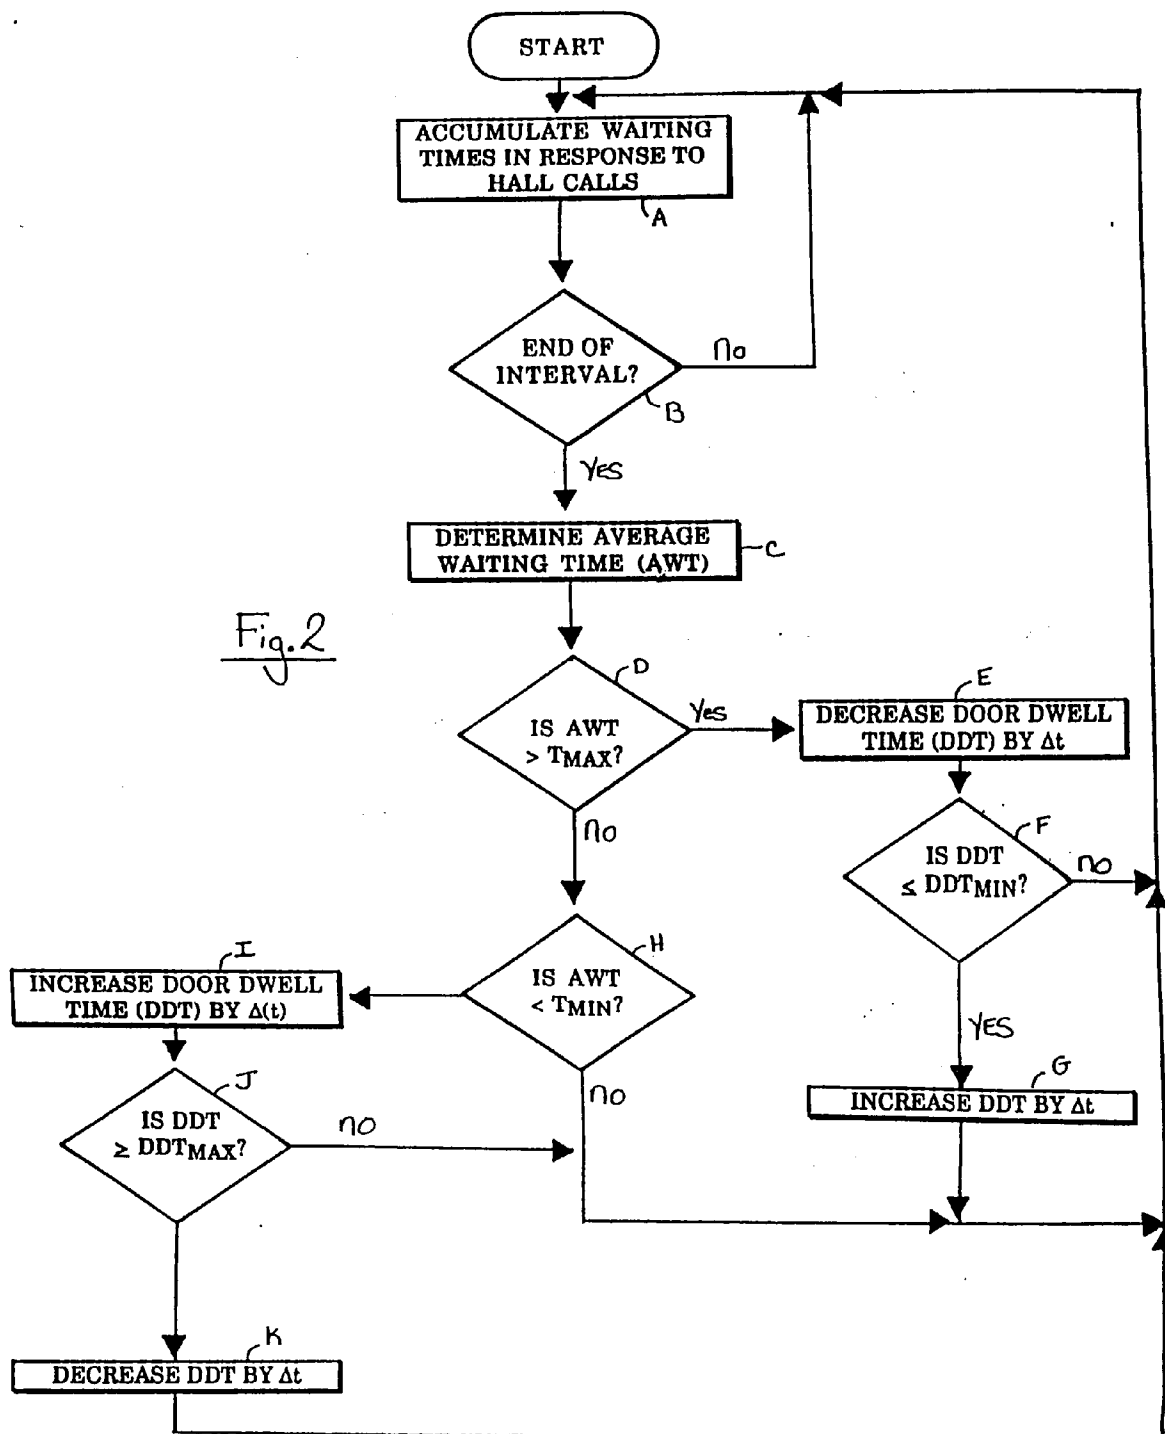 START
ACCUMULATE WAITING
TIMES IN RESPONSE TO
HALL CALLS
A
END OF
INTERVAL?
no
B
YES
DETERMINE AVERAGE
WAITING TIME (AWT)
C
Fig. 2
D
IS AWT
> TMAX?
Yes
no
E
DECREASE DOOR DWELL
TIME (DDT) BY Δt
F
IS DDT
≤ DDTMIN?
no
YES
G
INCREASE DDT BY Δt
H
IS AWT
< TMIN?
no
I
INCREASE DOOR DWELL
TIME (DDT) BY Δ(t)
J
IS DDT
≥ DDTMAX?
no
K
DECREASE DDT BY Δt